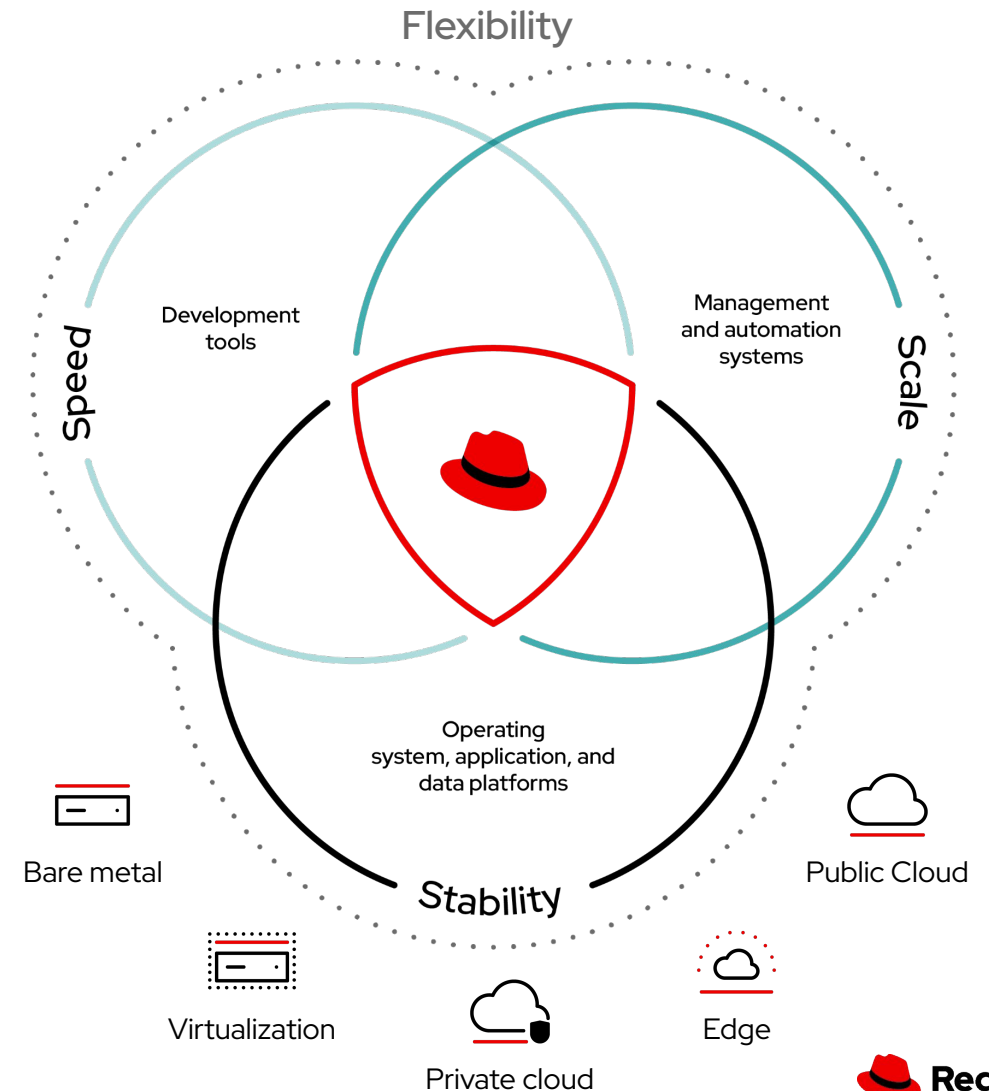 Flexibility
Development
tools
Management
and automation
systems
Speed
Scale
Operating
system, application, and
data platforms
Stability
Bare metal
Public Cloud
Virtualization
Edge
Private cloud